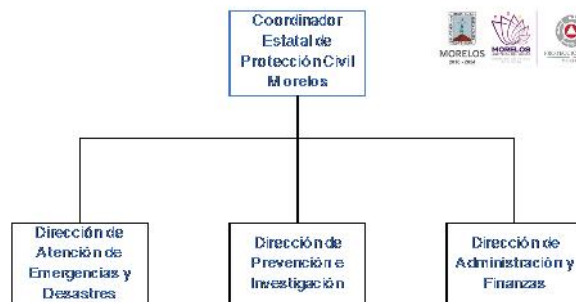 Coordinador
Estatal de
Protección Civil
Morelos
MORELOS
MORELOS
Dirección de
Atención de
Emergencias y
Desastres
Dirección de
Prevención e
Investigación
Dirección de
Administración y
Finanzas